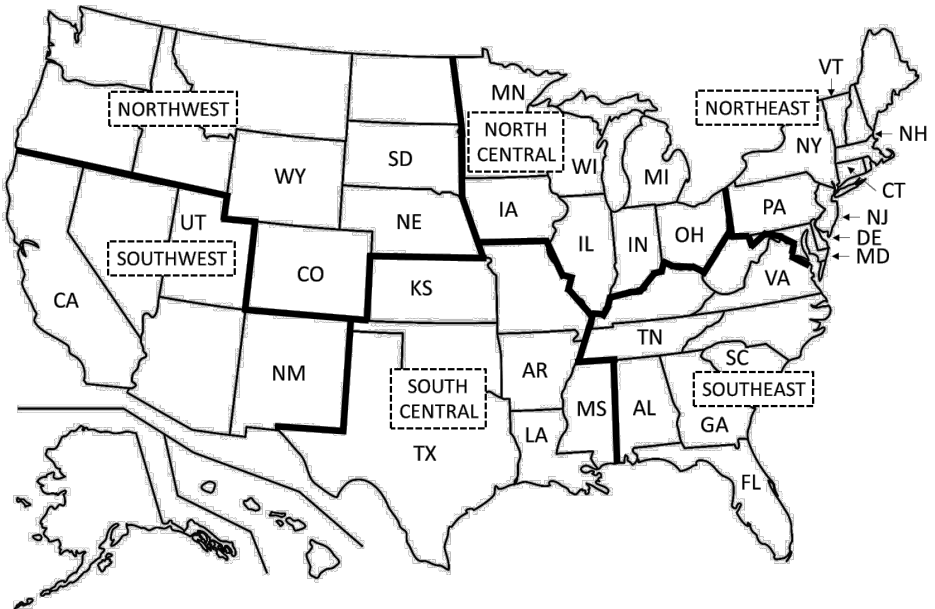 VT
MN
NORTHWEST
NORTHEAST
NORTH
CENTRAL
NH
NY
SD
WI
WY
MI
CT
IA
PA
NE
NJ
UT
IL
IN
OH
DE
SOUTHWEST
MD
CO
VA
KS
CA
TN
SC
NM
AR
SOUTH
CENTRAL
SOUTHEAST
MS
AL
GA
LA
TX
FL